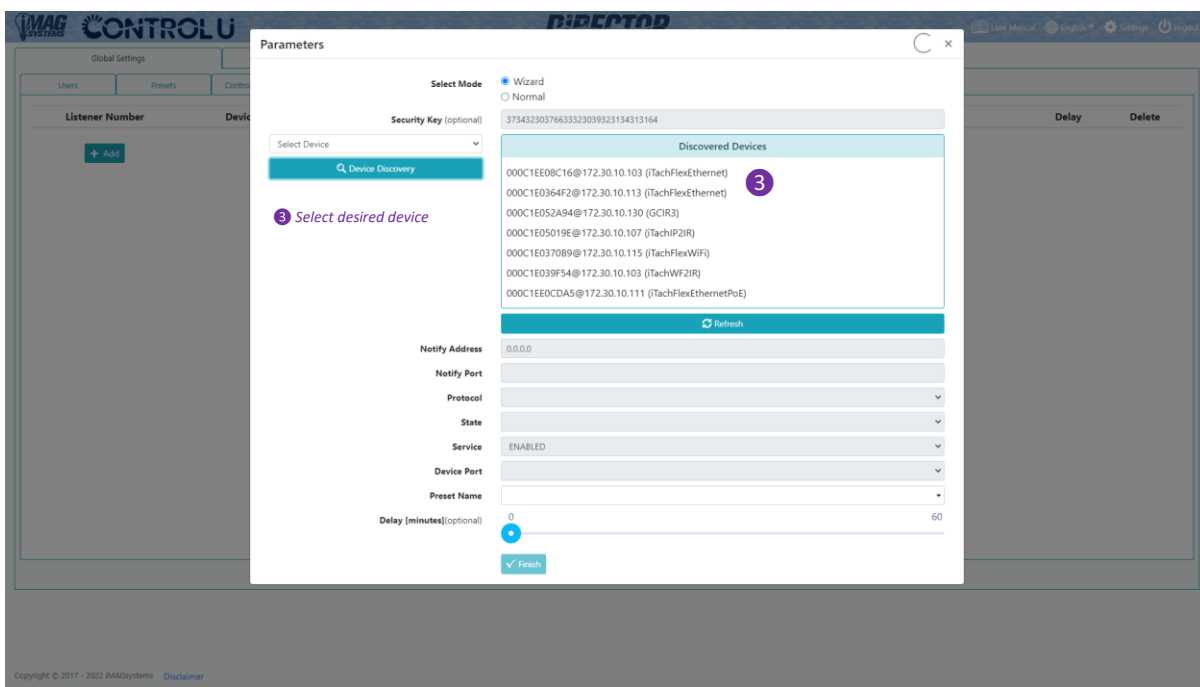 iMAG SYSTEMS CONTROL U DiRECTOR User Manual English Settings Logout
Parameters ×
Global Settings
Users Presets Contro
Select Mode Wizard
Normal
Listener Number Devic Delay Delete
Security Key (optional) 37343230376633323039323134313164
+ Add
Select Device
Discovered Devices
Device Discovery
000C1EE08C16@172.30.10.103 (iTachFlexEthernet)
3
000C1E0364F2@172.30.10.113 (iTachFlexEthernet)
3 Select desired device
000C1E052A94@172.30.10.130 (GCIR3)
000C1E05019E@172.30.10.107 (iTachIP2IR)
000C1E0370B9@172.30.10.115 (iTachFlexWiFi)
000C1E039F54@172.30.10.103 (iTachWF2IR)
000C1EE0CDA5@172.30.10.111 (iTachFlexEthernetPoE)
Refresh
Notify Address 0.0.0.0
Notify Port
Protocol
State
Service ENABLED
Device Port
Preset Name
Delay [minutes](optional) 0 60
Finish
Copyright © 2017 - 2022 iMAGsystems Disclaimer